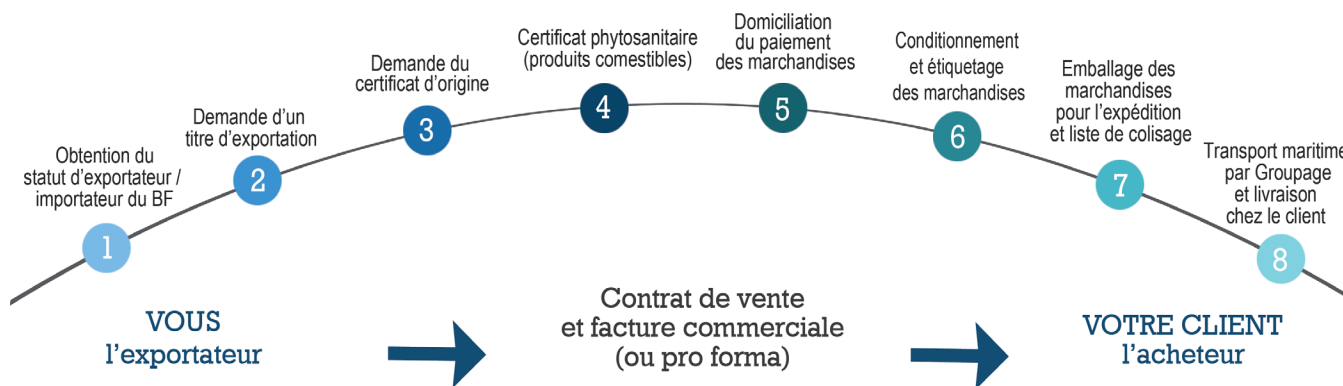 Obtention du
statut d'exportateur /
importateur du BF
1
Demande d'un
titre d'exportation
2
Demande du
certificat d'origine
3
Certificat phytosanitaire
(produits comestibles)
4
Domiciliation
du paiement
des marchandises
5
Conditionnement
et étiquetage
des marchandises
6
Emballage des
marchandises
pour l'expédition
et liste de colisage
7
Transport maritime
par Groupage
et livraison
chez le client
8
VOUS
l'exportateur
Contrat de vente
et facture commerciale
(ou pro forma)
VOTRE CLIENT
l'acheteur